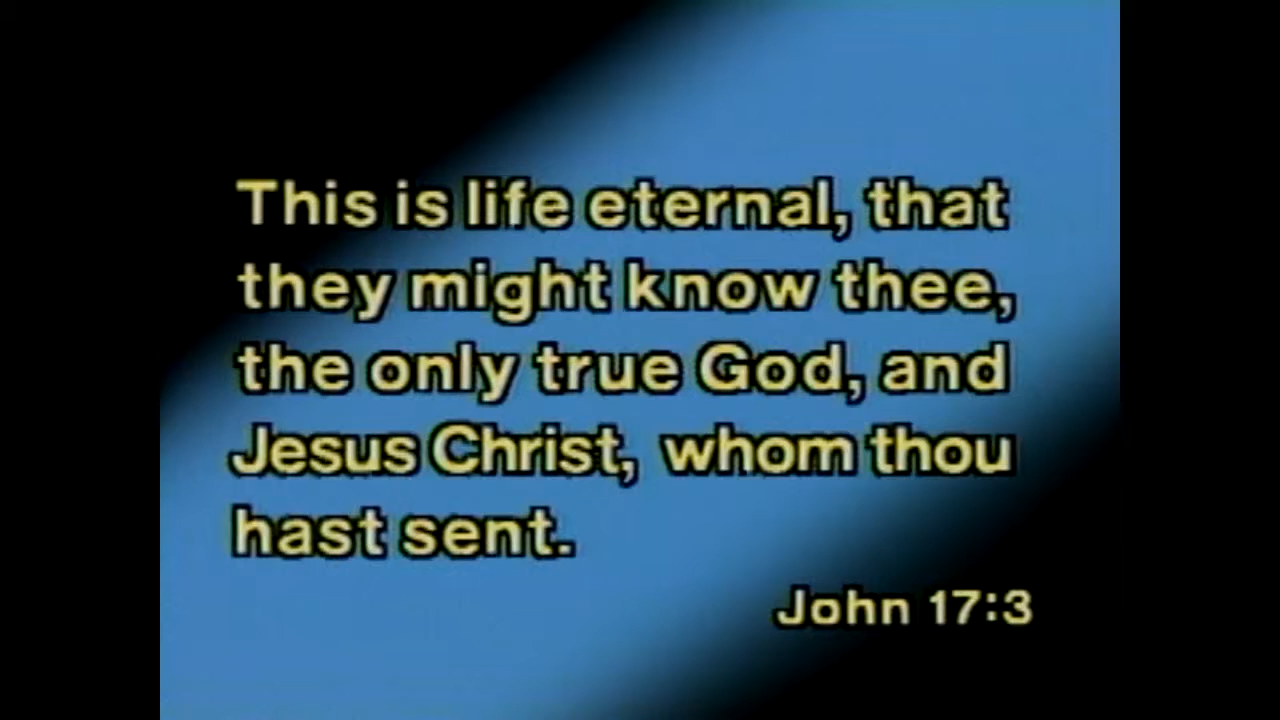 This is life eternal, that
they might know thee,
the only true God, and
Jesus Christ, whom thou
hast sent.
John 17:3